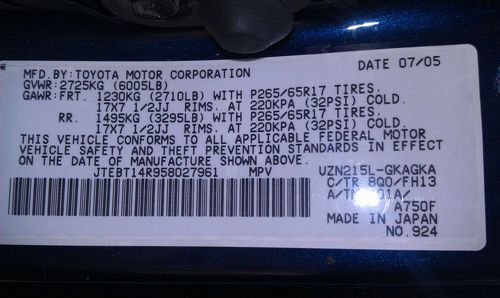 MFD.BY:TOYOTA MOTOR CORPORATION DATE 07/05
GVWR:2725KG (6005LB)
GAWR:FRT. 1230KG (2710LB) WITH P265/65R17 TIRES.
17X7 1/2JJ RIMS. AT 220KPA (32PSI) COLD.
RR. 1495KG (3295LB) WITH P265/65R17 TIRES.
17X7 1/2JJ RIMS. AT 220KPA (32PSI) COLD.
THIS VEHICLE CONFORMS TO ALL APPLICABLE FEDERAL MOTOR
VEHICLE SAFETY AND THEFT PREVENTION STANDARDS IN EFFECT
ON THE DATE OF MANUFACTURE SHOWN ABOVE.
JTEBT14R958027961 MPV UZN215L-GKAGKA
C/TR 8Q0/FH13
A750F
MADE IN JAPAN
NO.924